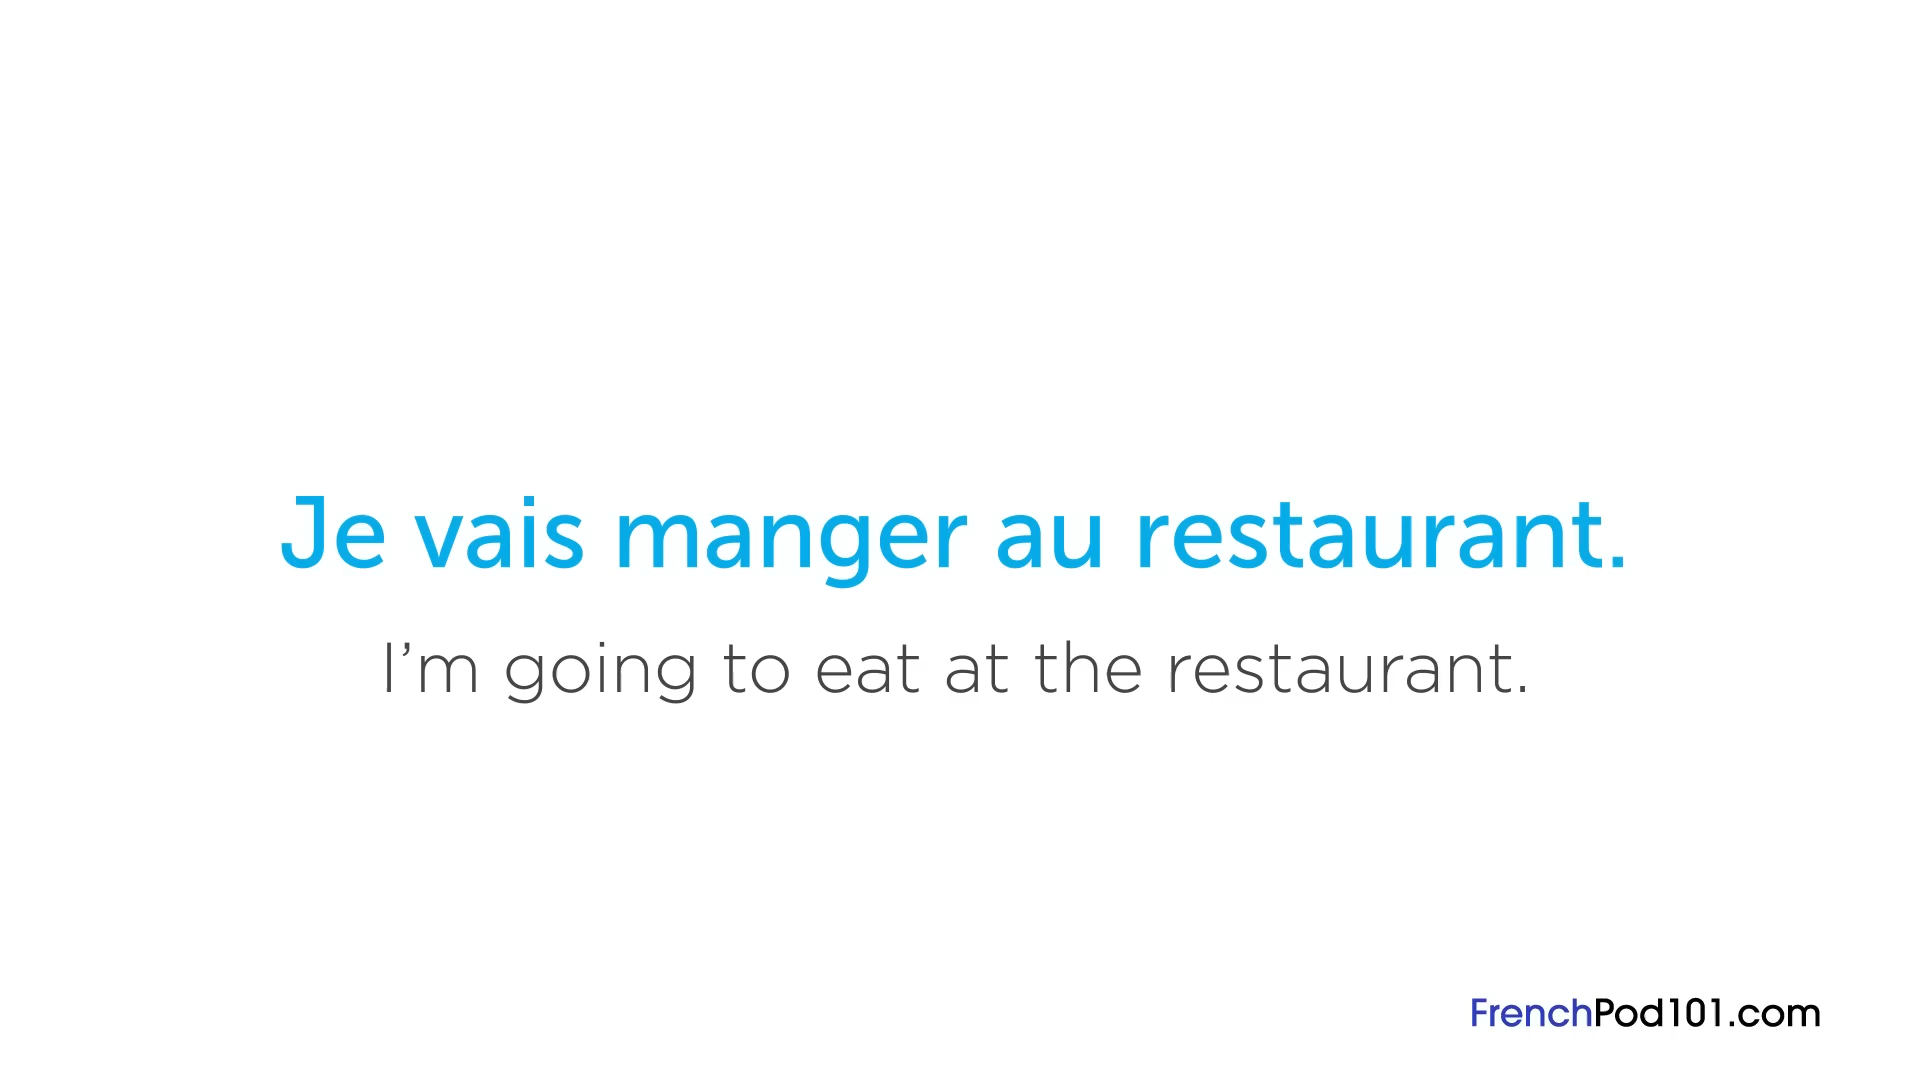 Je vais manger au restaurant.
I’m going to eat at the restaurant.
FrenchPod101.com